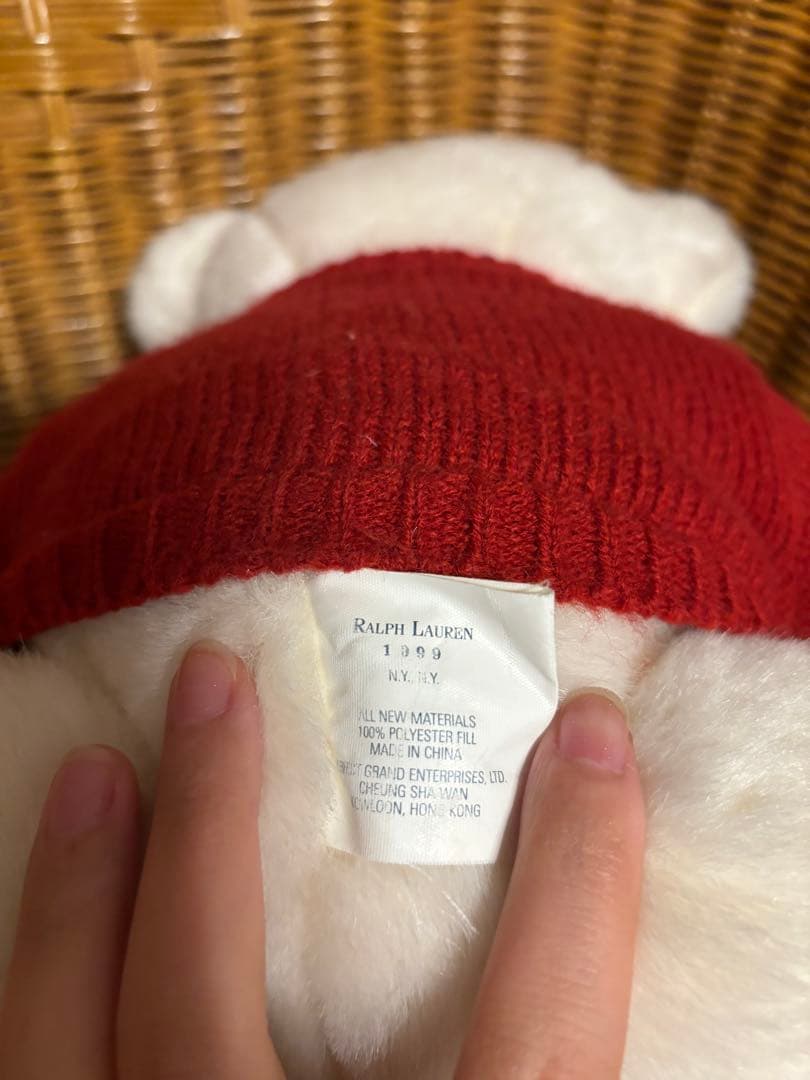 RALPH LAUREN
1999
N.Y., N.Y.
ALL NEW MATERIALS
100% POLYESTER FILL
MADE IN CHINA
GRAND ENTERPRISES, LTD.
CHEUNG SHA WAN
KOWLOON, HONG KONG